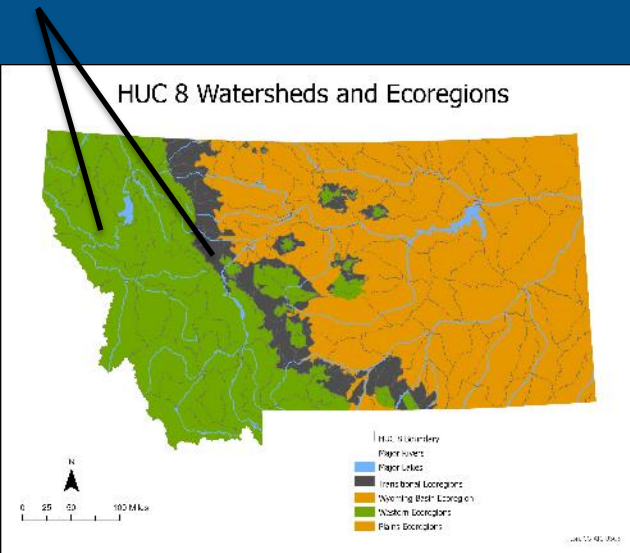 HUC 8 Watersheds and Ecoregions
HUC 8 Boundary
Major Rivers
Major Lakes
Transitional Ecoregions
Wyoming Basin Ecoregion
Western Ecoregions
Plains Ecoregions
N
0 25 50 100 Miles